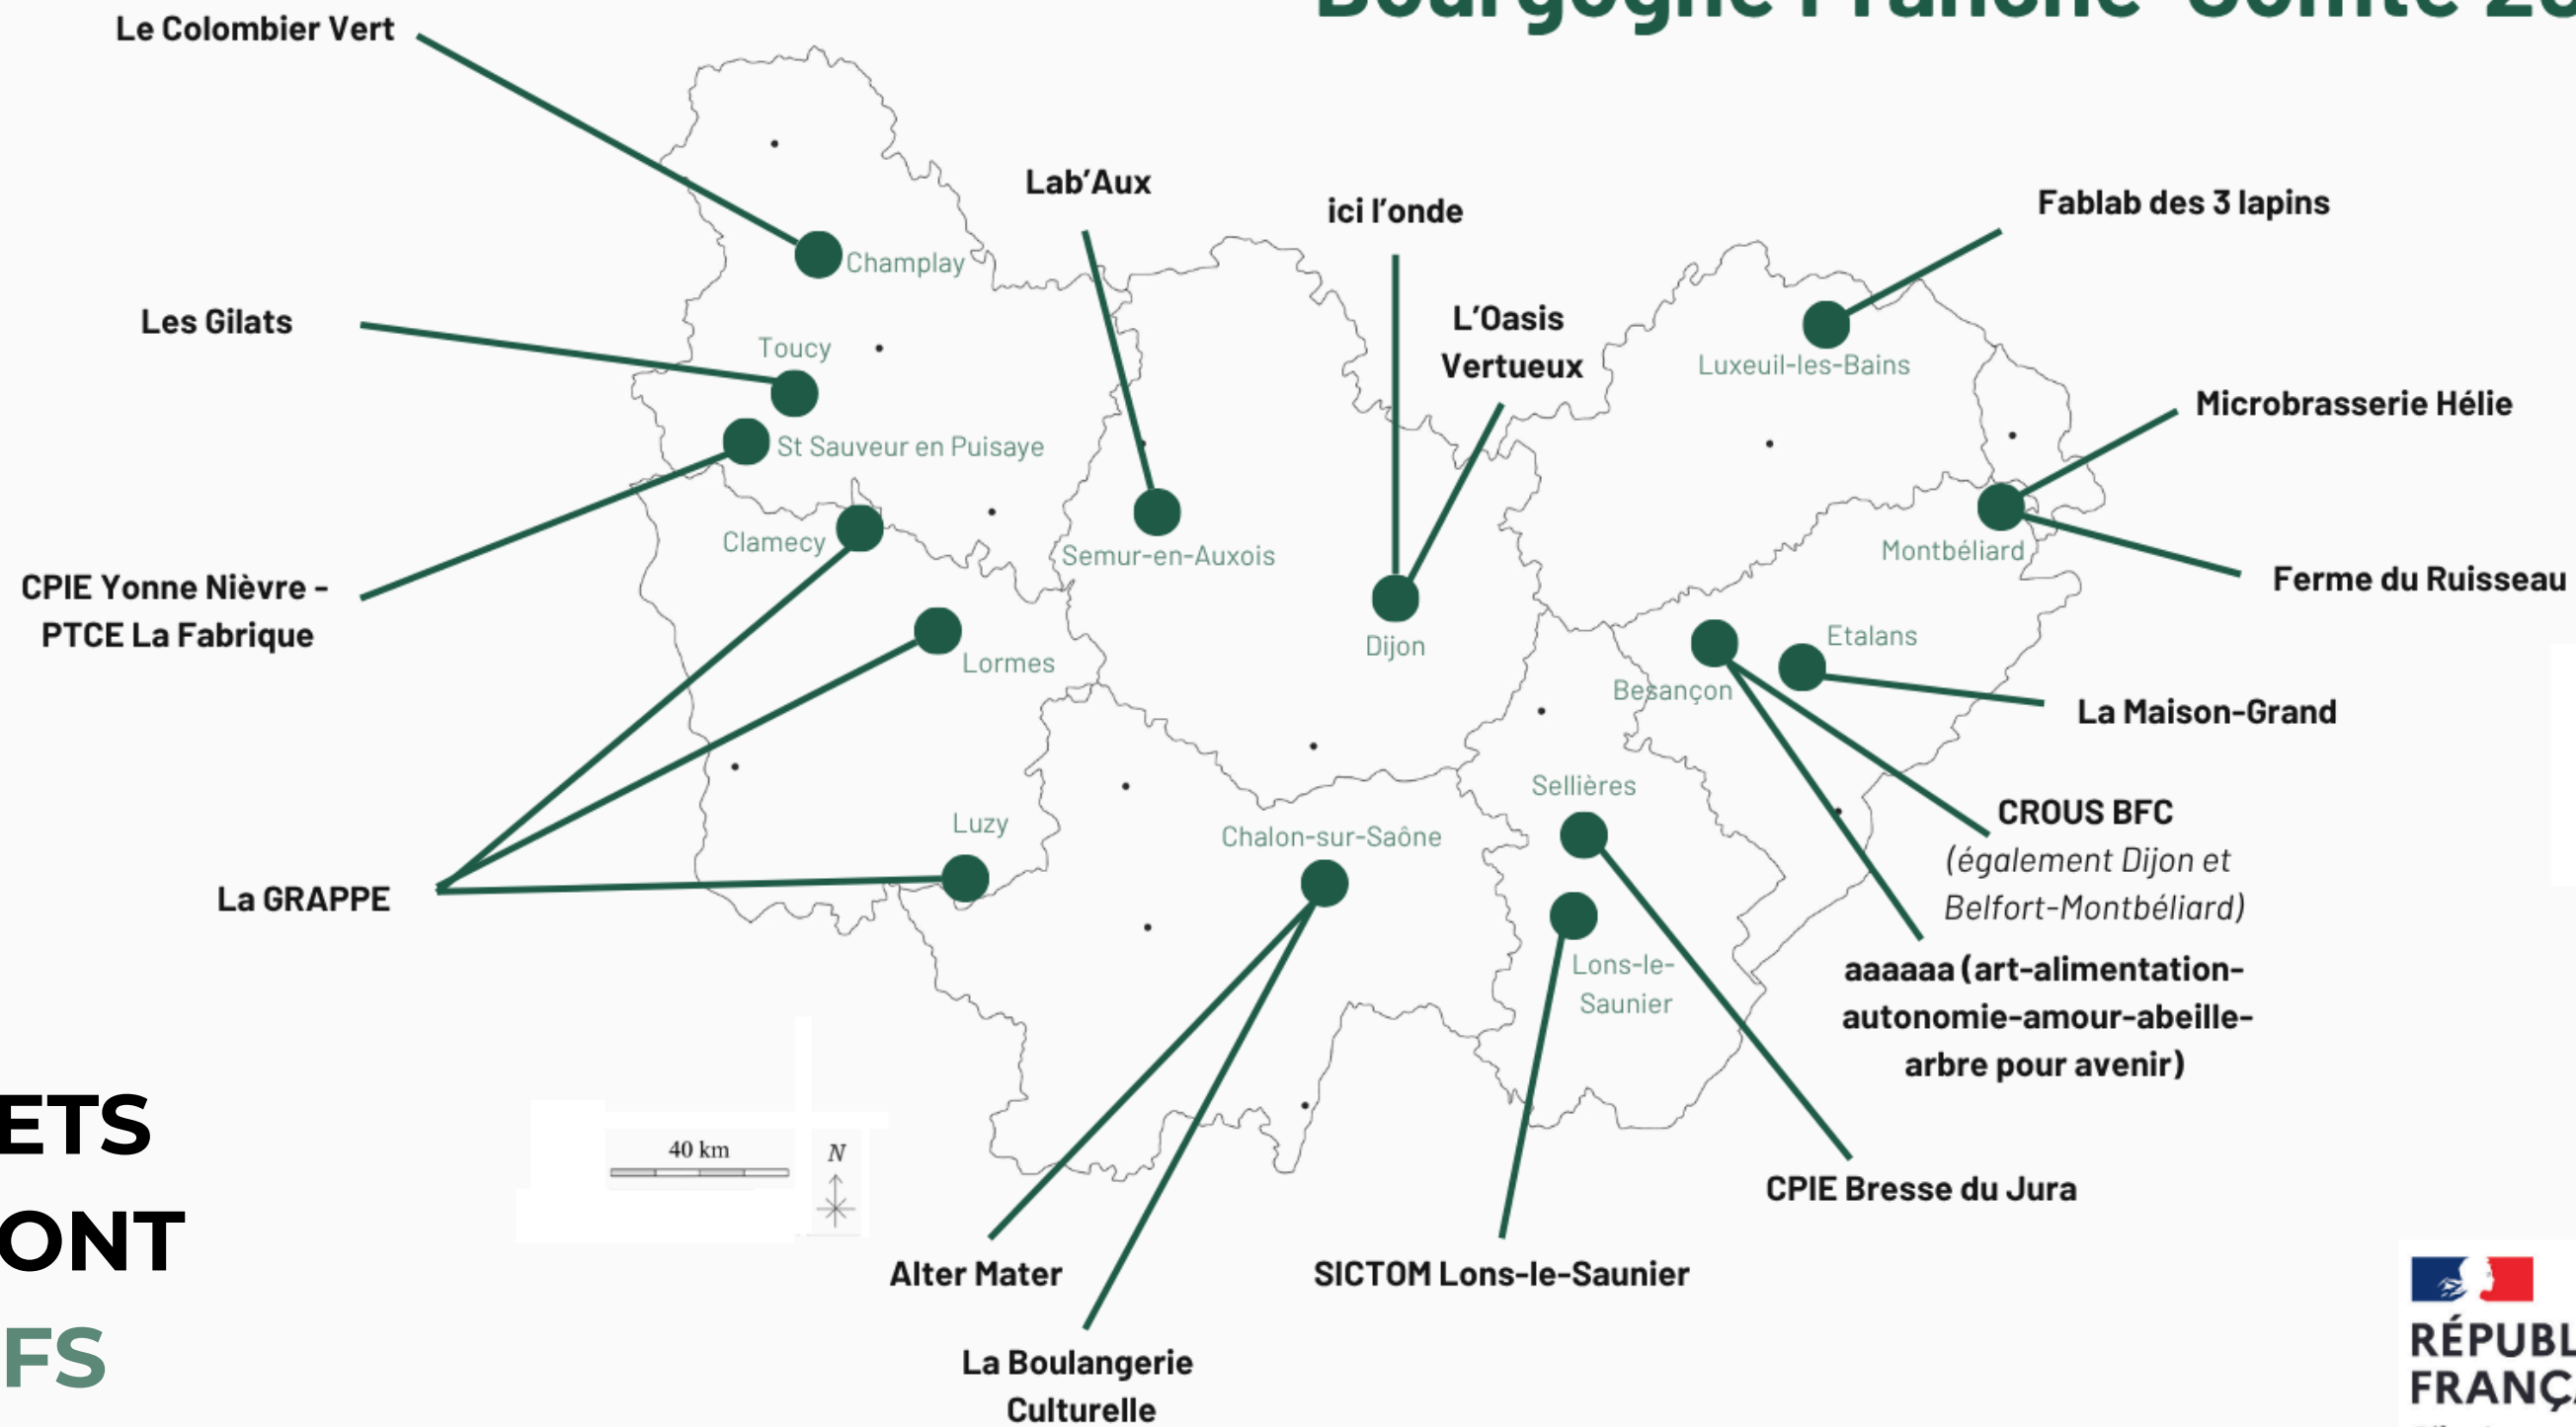 Bourgogne Franche-Comté
Le Colombier Vert
Champlay
Lab’Aux
ici l’onde
Fablab des 3 lapins
Les Gilats
Toucy
L’Oasis
Vertueux
Luxeuil-les-Bains
Microbrasserie Hélie
St Sauveur en Puisaye
Clamecy
Semur-en-Auxois
Montbéliard
Ferme du Ruisseau
CPIE Yonne Nièvre -
PTCE La Fabrique
Lormes
Dijon
Etalans
Besançon
La Maison-Grand
Sellières
CROUS BFC
(également Dijon et
Belfort-Montbéliard)
Luzy
Chalon-sur-Saône
La GRAPPE
Lons-le-
Saunier
aaaaaa (art-alimentation-
autonomie-amour-abeille-
arbre pour avenir)
ETS
ONT
FS
40 km
N
CPIE Bresse du Jura
Alter Mater
SICTOM Lons-le-Saunier
La Boulangerie
Culturelle
RÉPUBL
FRANÇ